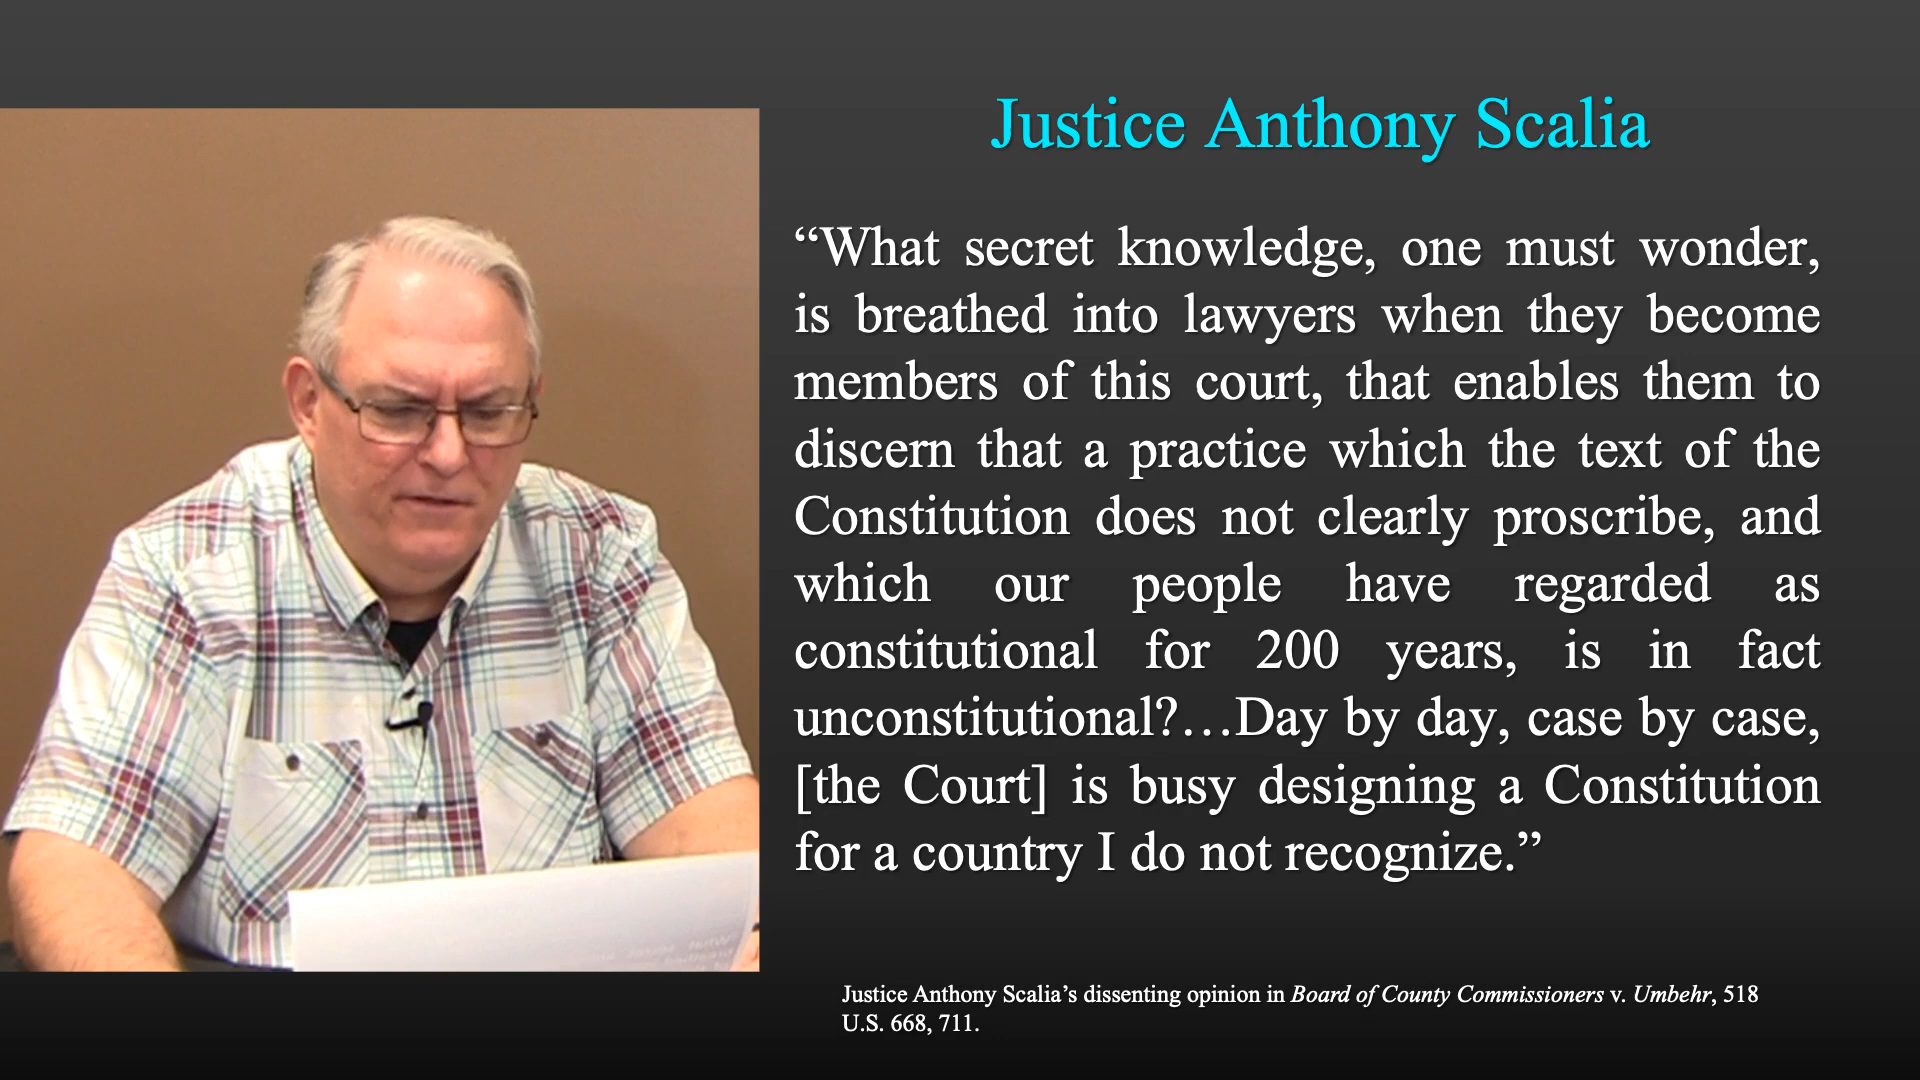 Justice Anthony Scalia
“What secret knowledge, one must wonder,
is breathed into lawyers when they become
members of this court, that enables them to
discern that a practice which the text of the
Constitution does not clearly proscribe, and
which our people have regarded as
constitutional for 200 years, is in fact
unconstitutional?…Day by day, case by case,
[the Court] is busy designing a Constitution
for a country I do not recognize.”
Justice Anthony Scalia’s dissenting opinion in Board of County Commissioners v. Umbehr, 518
U.S. 668, 711.